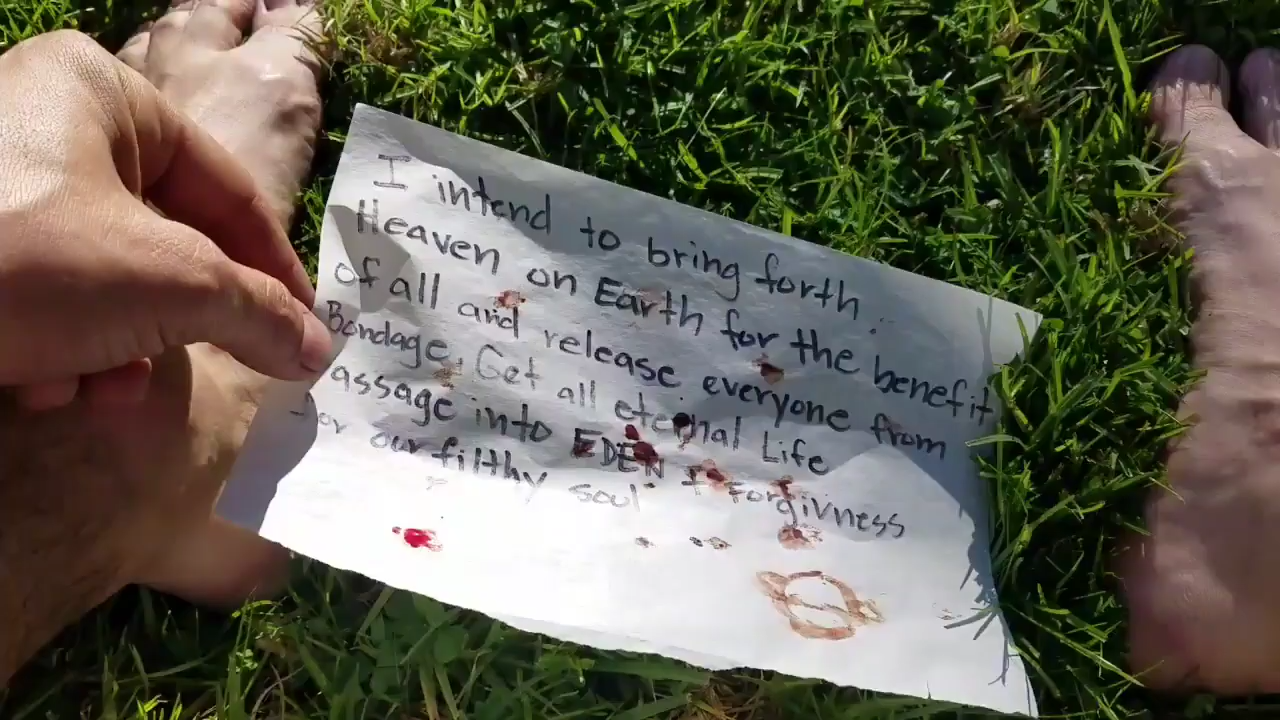 I intend to bring forth
Heaven on Earth for the benefit
of all and release everyone from
Bondage. Get all eternal Life
assage into EDEN + Forgivness
for our filthy soul